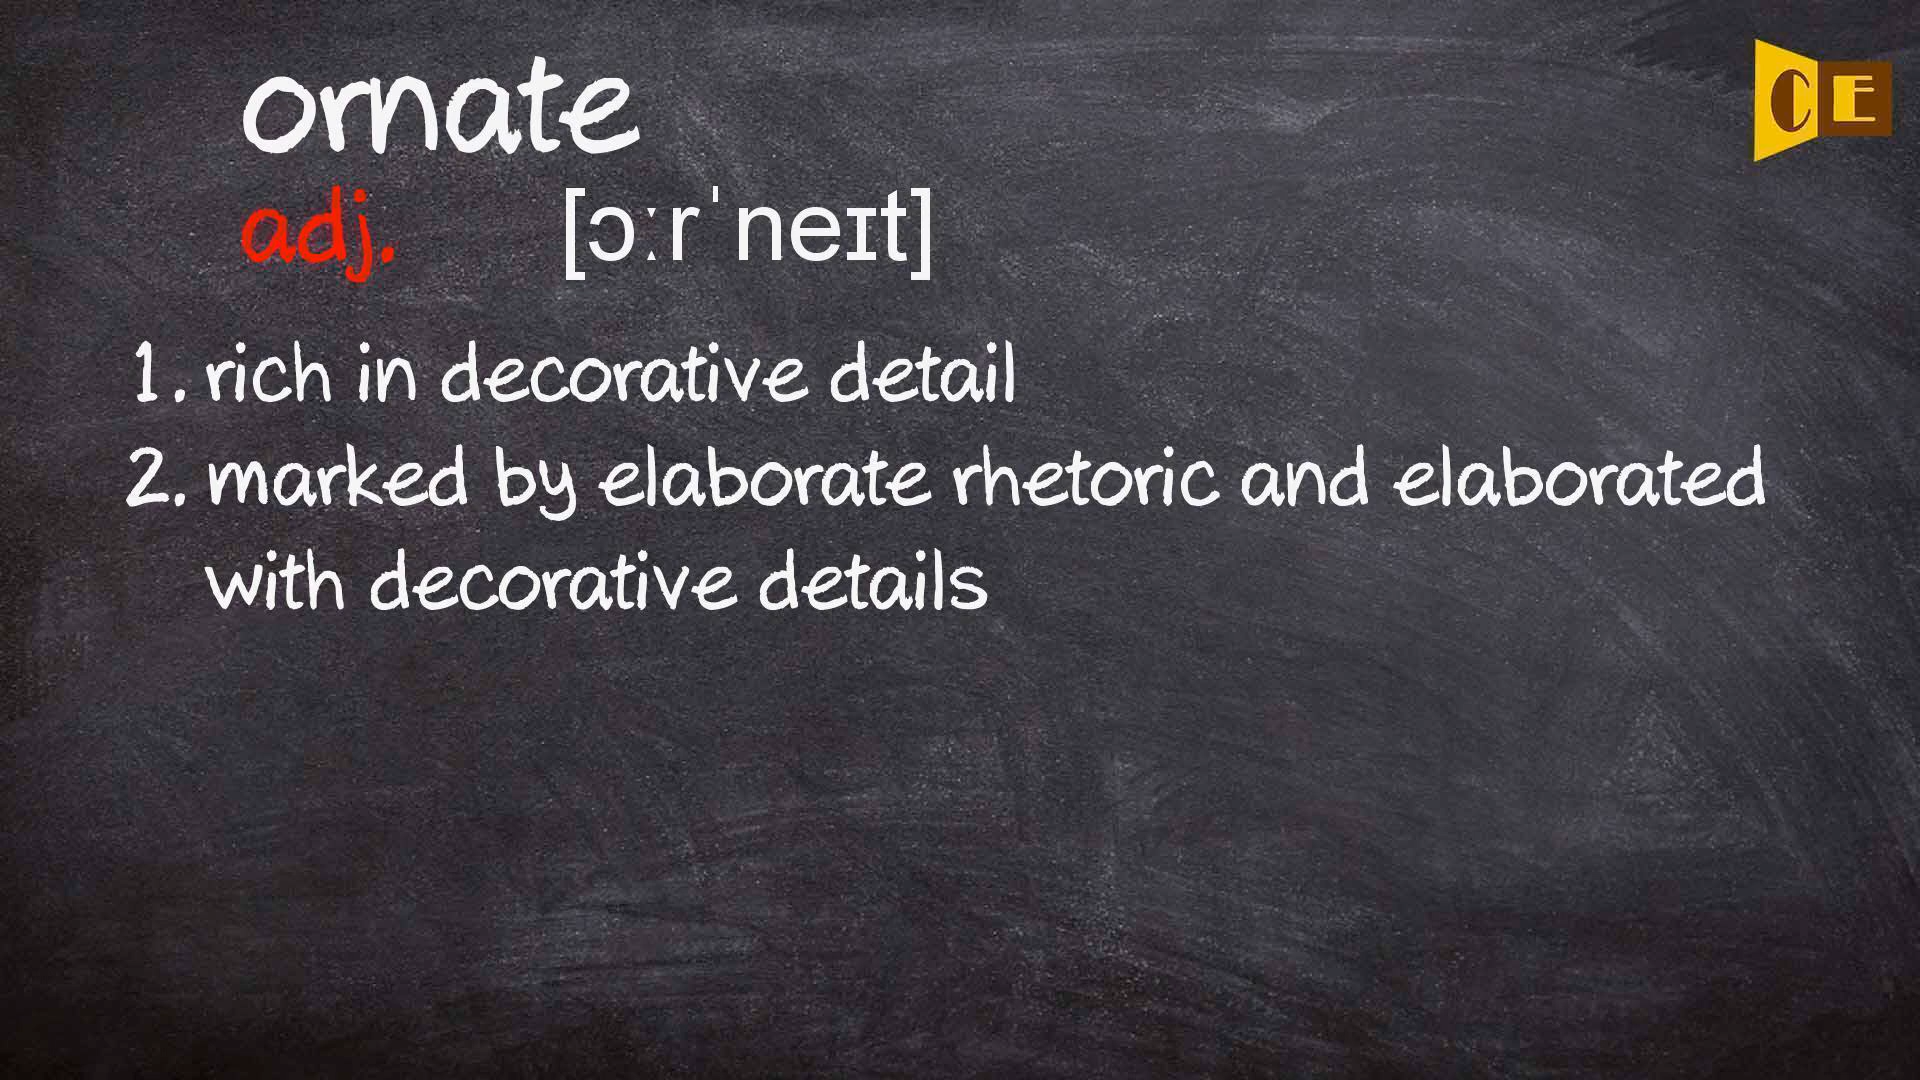 ornate
CE
adj. [ɔːrˈneɪt]
1. rich in decorative detail
2. marked by elaborate rhetoric and elaborated
with decorative details